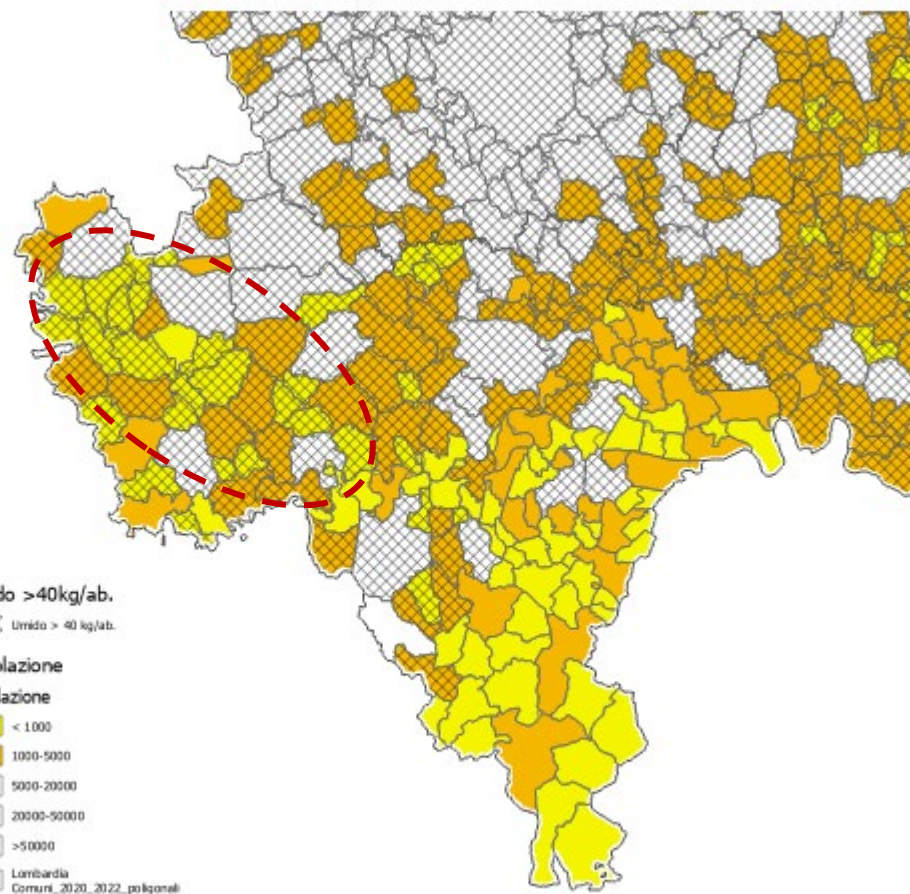 do >40kg/ab.
Umido > 40 kg/ab.
olazione
lazione
< 1000
1000-5000
5000-20000
20000-50000
>50000
Lombardia
Comuni_2020_2022_poligonali